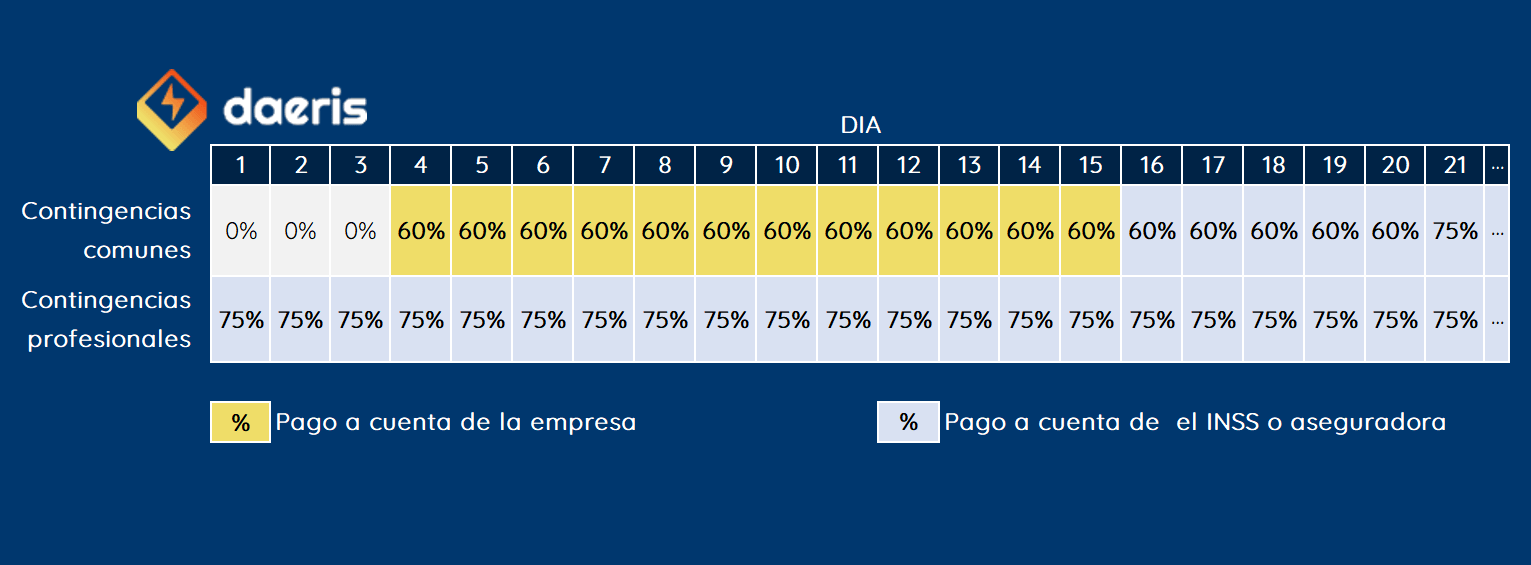 daeris
DIA
1 2 3 4 5 6 7 8 9 10 11 12 13 14 15 16 17 18 19 20 21 ...
Contingencias
comunes
0% 0% 0% 60% 60% 60% 60% 60% 60% 60% 60% 60% 60% 60% 60% 60% 60% 60% 60% 60% 75% ...
Contingencias
profesionales
75% 75% 75% 75% 75% 75% 75% 75% 75% 75% 75% 75% 75% 75% 75% 75% 75% 75% 75% 75% 75% ...
% Pago a cuenta de la empresa
% Pago a cuenta de  el INSS o aseguradora